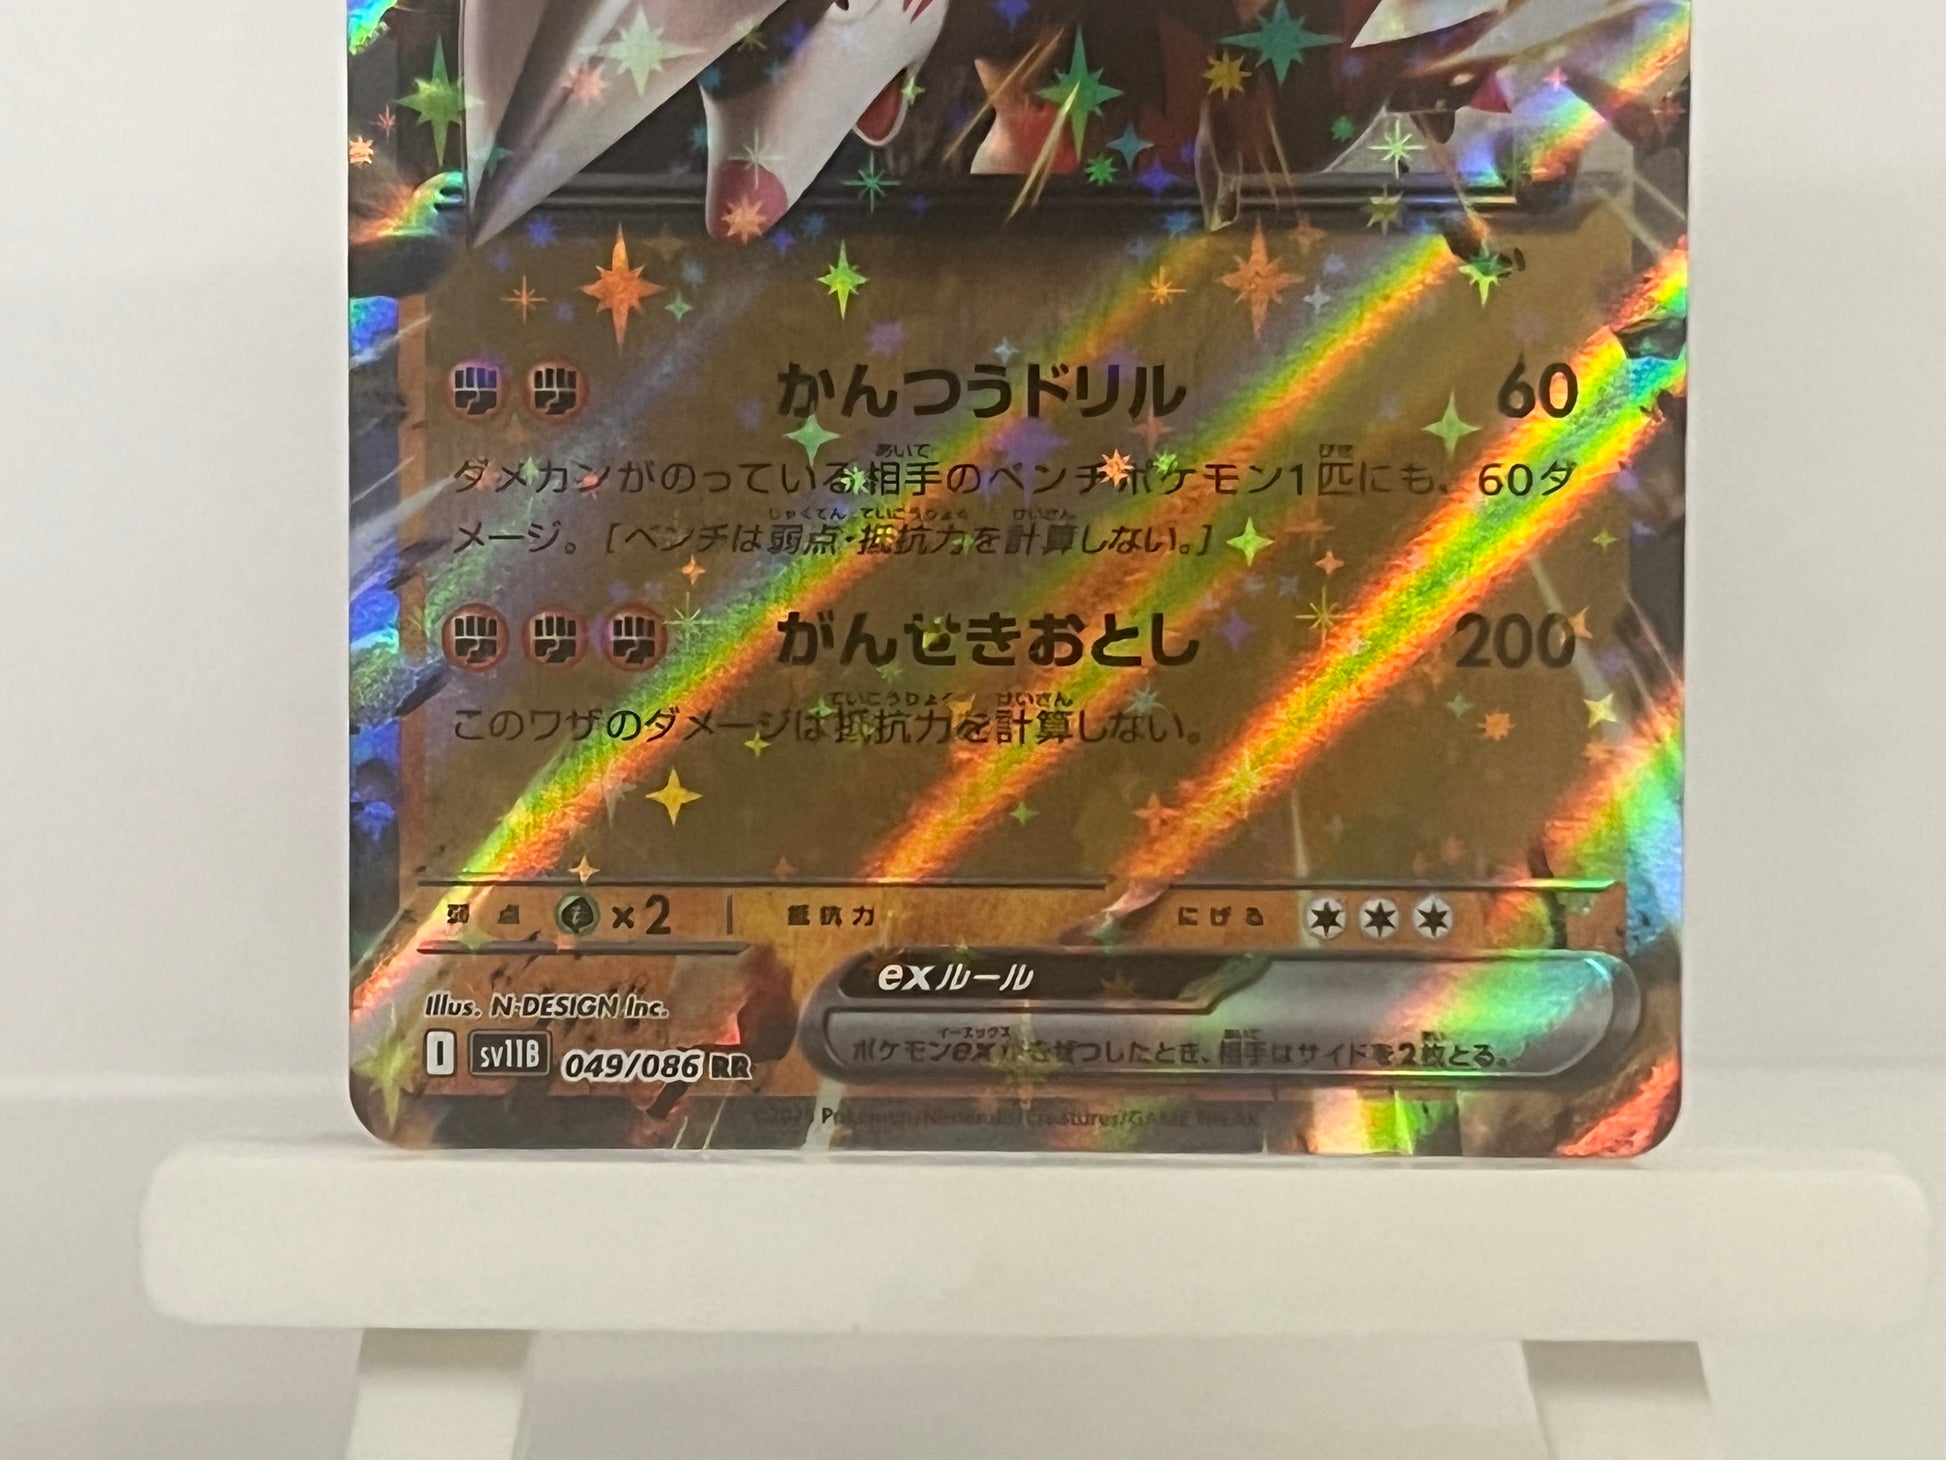 かんつうドリル 60
ダメカンがのっている相手のベンチポケモン1匹にも、60ダ
メージ。[ベンチは弱点・抵抗力を計算しない。]
がんせきおとし 200
このワザのダメージは抵抗力を計算しない。
弱点 ×2 抵抗力 にげる
exルール
ポケモンexがきぜつしたとき、相手はサイドを2枚とる。
Illus. N-DESIGN Inc.
I sv11B 049/086 RR
©2025 Pokémon/Nintendo/Creatures/GAME FREAK